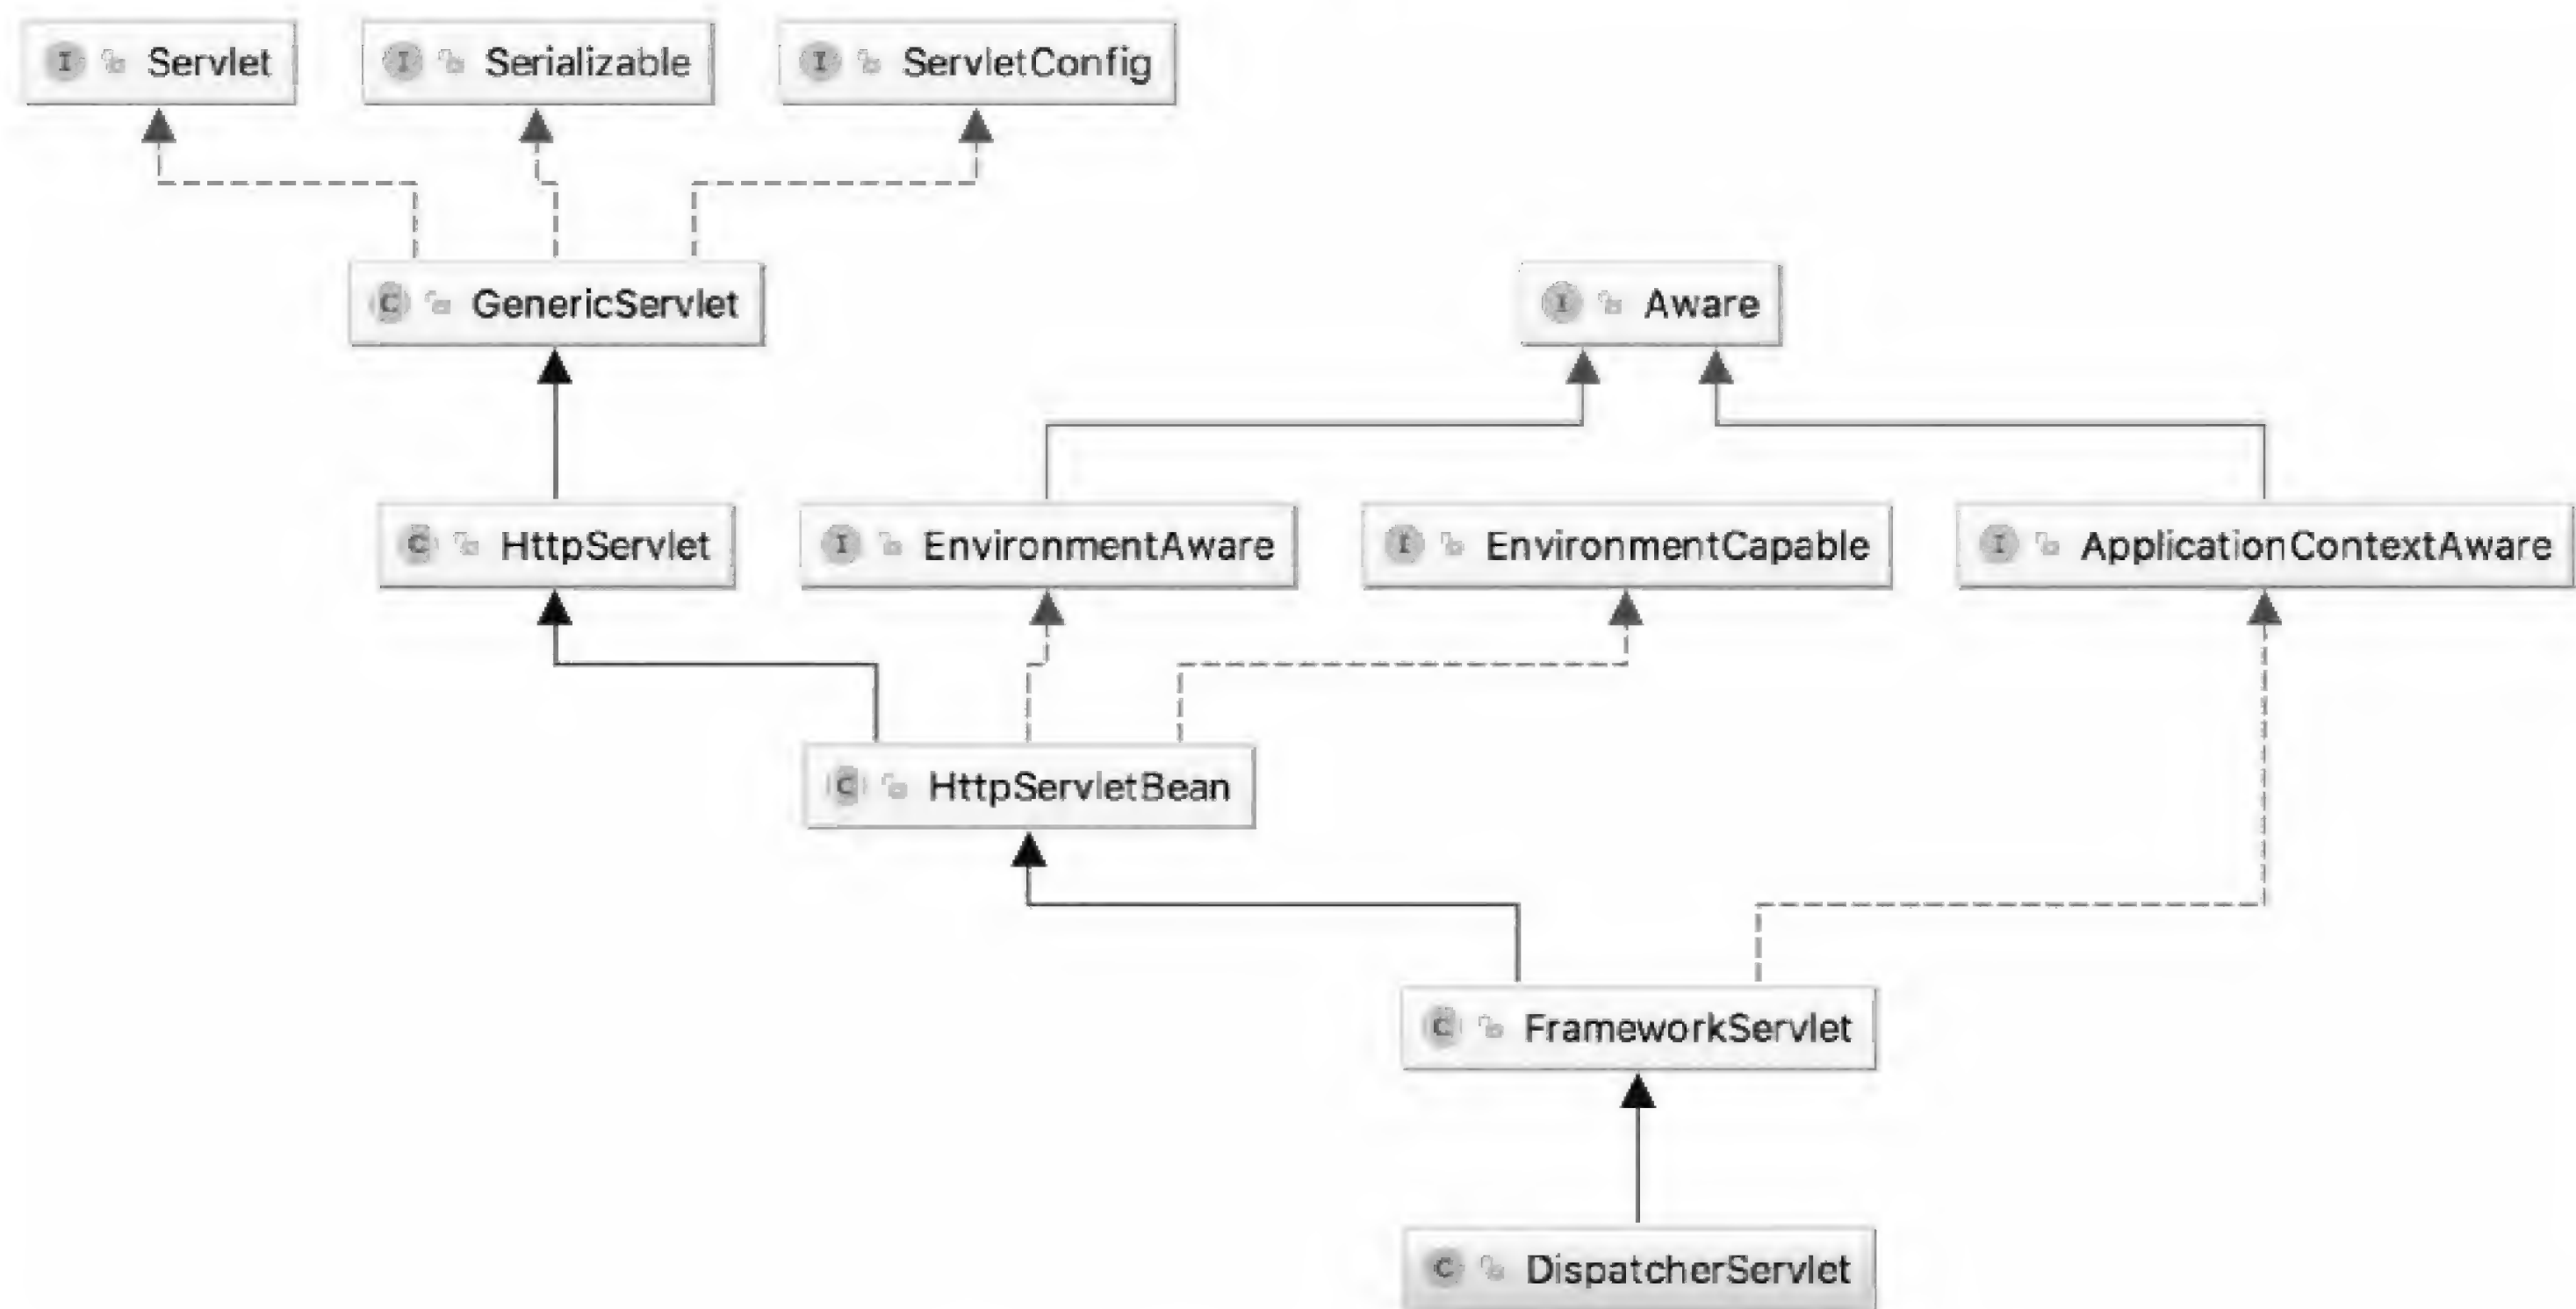 I Servlet
I Serializable
I ServletConfig
C GenericServlet
I Aware
C HttpServlet
I EnvironmentAware
I EnvironmentCapable
I ApplicationContextAware
C HttpServletBean
C FrameworkServlet
C DispatcherServlet